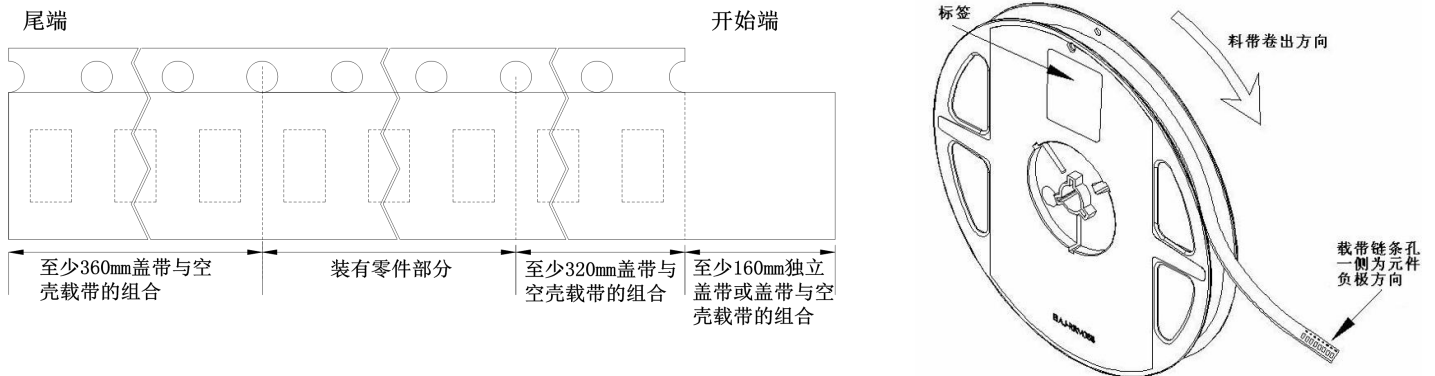 尾端
开始端
至少360mm盖带与空
壳载带的组合
装有零件部分
至少320mm盖带与
空壳载带的组合
至少160mm独立
盖带或盖带与空
壳载带的组合
标签
料带卷出方向
载带链条孔
一侧为元件
负极方向